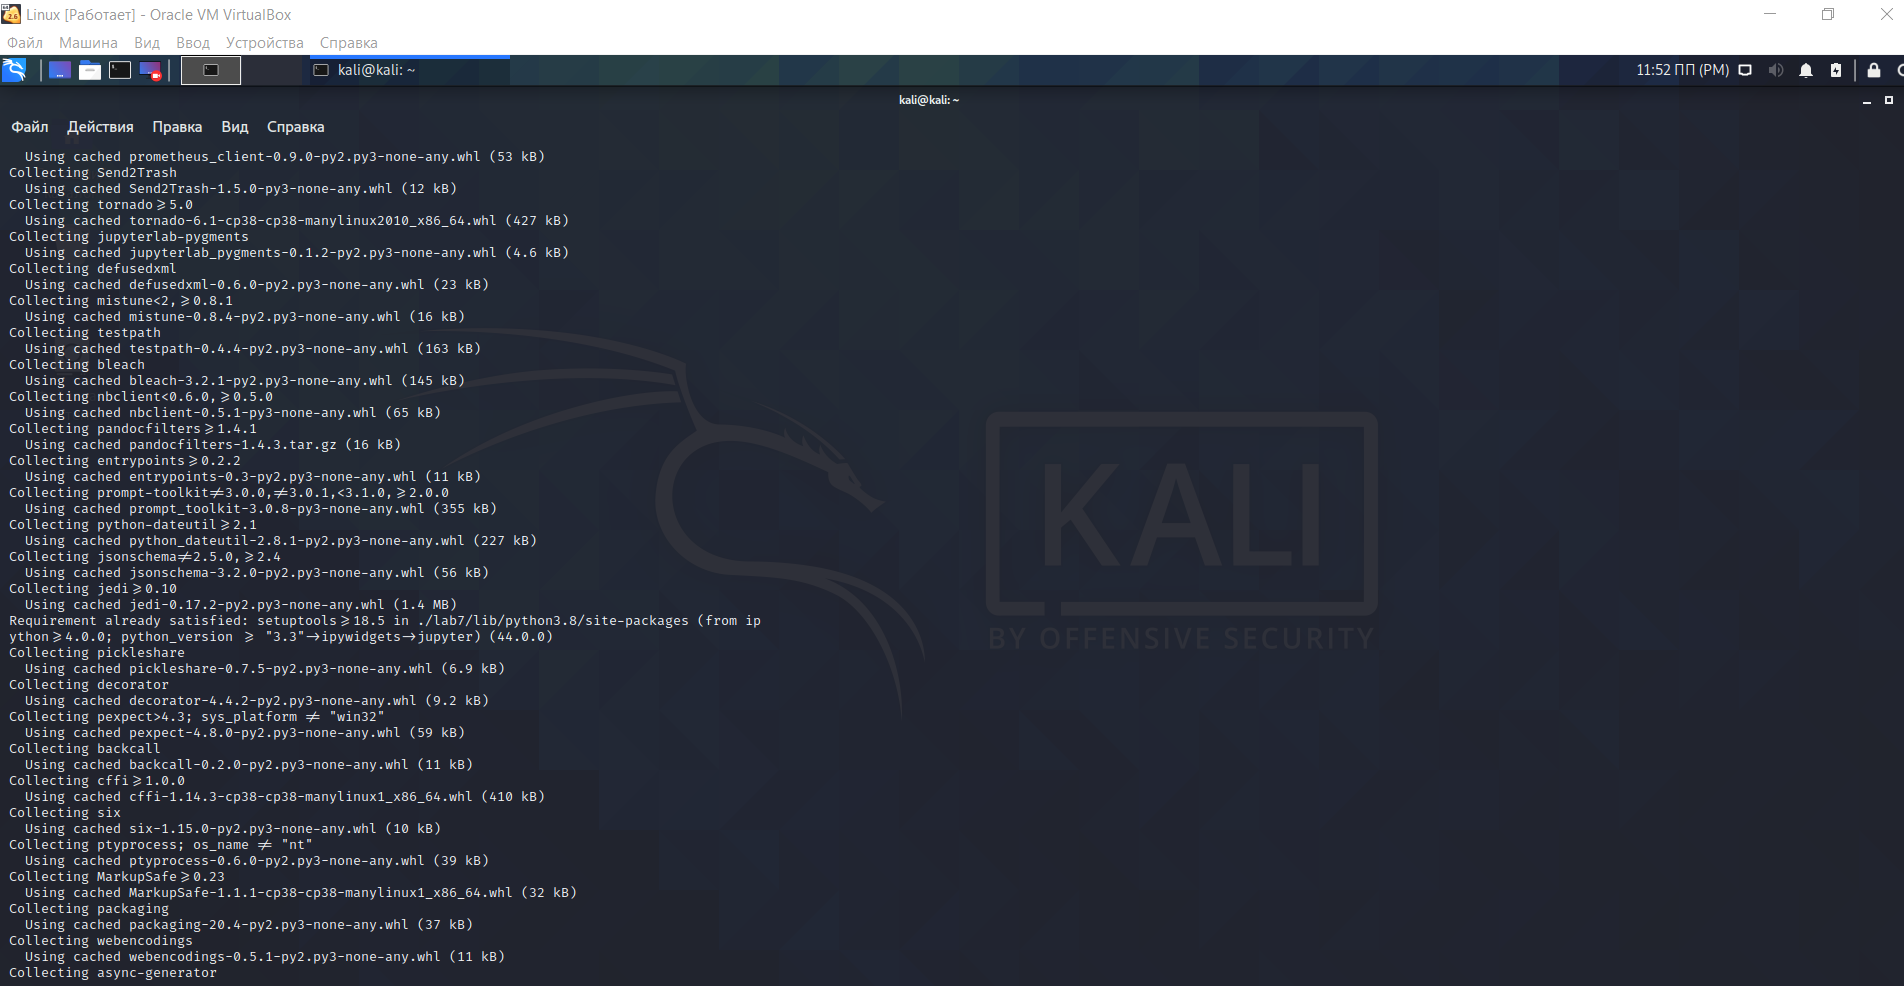 Linux [Работает] - Oracle VM VirtualBox
Файл Машина Вид Ввод Устройства Справка
kali@kali: ~
11:52 ПП (PM)
kali@kali: ~
Файл Действия Правка Вид Справка
Using cached prometheus_client-0.9.0-py2.py3-none-any.whl (53 kB)
Collecting Send2Trash
Using cached Send2Trash-1.5.0-py3-none-any.whl (12 kB)
Collecting tornado≥5.0
Using cached tornado-6.1-cp38-cp38-manylinux2010_x86_64.whl (427 kB)
Collecting jupyterlab-pygments
Using cached jupyterlab_pygments-0.1.2-py2.py3-none-any.whl (4.6 kB)
Collecting defusedxml
Using cached defusedxml-0.6.0-py2.py3-none-any.whl (23 kB)
Collecting mistune<2,≥0.8.1
Using cached mistune-0.8.4-py2.py3-none-any.whl (16 kB)
Collecting testpath
Using cached testpath-0.4.4-py2.py3-none-any.whl (163 kB)
Collecting bleach
Using cached bleach-3.2.1-py2.py3-none-any.whl (145 kB)
Collecting nbclient<0.6.0,≥0.5.0
Using cached nbclient-0.5.1-py3-none-any.whl (65 kB)
Collecting pandocfilters≥1.4.1
Using cached pandocfilters-1.4.3.tar.gz (16 kB)
Collecting entrypoints≥0.2.2
Using cached entrypoints-0.3-py2.py3-none-any.whl (11 kB)
Collecting prompt-toolkit≠3.0.0,≠3.0.1,<3.1.0,≥2.0.0
Using cached prompt_toolkit-3.0.8-py3-none-any.whl (355 kB)
Collecting python-dateutil≥2.1
Using cached python_dateutil-2.8.1-py2.py3-none-any.whl (227 kB)
Collecting jsonschema≠2.5.0,≥2.4
Using cached jsonschema-3.2.0-py2.py3-none-any.whl (56 kB)
Collecting jedi≥0.10
Using cached jedi-0.17.2-py2.py3-none-any.whl (1.4 MB)
Requirement already satisfied: setuptools≥18.5 in ./lab7/lib/python3.8/site-packages (from ip
ython≥4.0.0; python_version ≥ "3.3"→ipywidgets→jupyter) (44.0.0)
Collecting pickleshare
Using cached pickleshare-0.7.5-py2.py3-none-any.whl (6.9 kB)
Collecting decorator
Using cached decorator-4.4.2-py2.py3-none-any.whl (9.2 kB)
Collecting pexpect>4.3; sys_platform ≠ "win32"
Using cached pexpect-4.8.0-py2.py3-none-any.whl (59 kB)
Collecting backcall
Using cached backcall-0.2.0-py2.py3-none-any.whl (11 kB)
Collecting cffi≥1.0.0
Using cached cffi-1.14.3-cp38-cp38-manylinux1_x86_64.whl (410 kB)
Collecting six
Using cached six-1.15.0-py2.py3-none-any.whl (10 kB)
Collecting ptyprocess; os_name ≠ "nt"
Using cached ptyprocess-0.6.0-py2.py3-none-any.whl (39 kB)
Collecting MarkupSafe≥0.23
Using cached MarkupSafe-1.1.1-cp38-cp38-manylinux1_x86_64.whl (32 kB)
Collecting packaging
Using cached packaging-20.4-py2.py3-none-any.whl (37 kB)
Collecting webencodings
Using cached webencodings-0.5.1-py2.py3-none-any.whl (11 kB)
Collecting async-generator
KALI
BY OFFENSIVE SECURITY